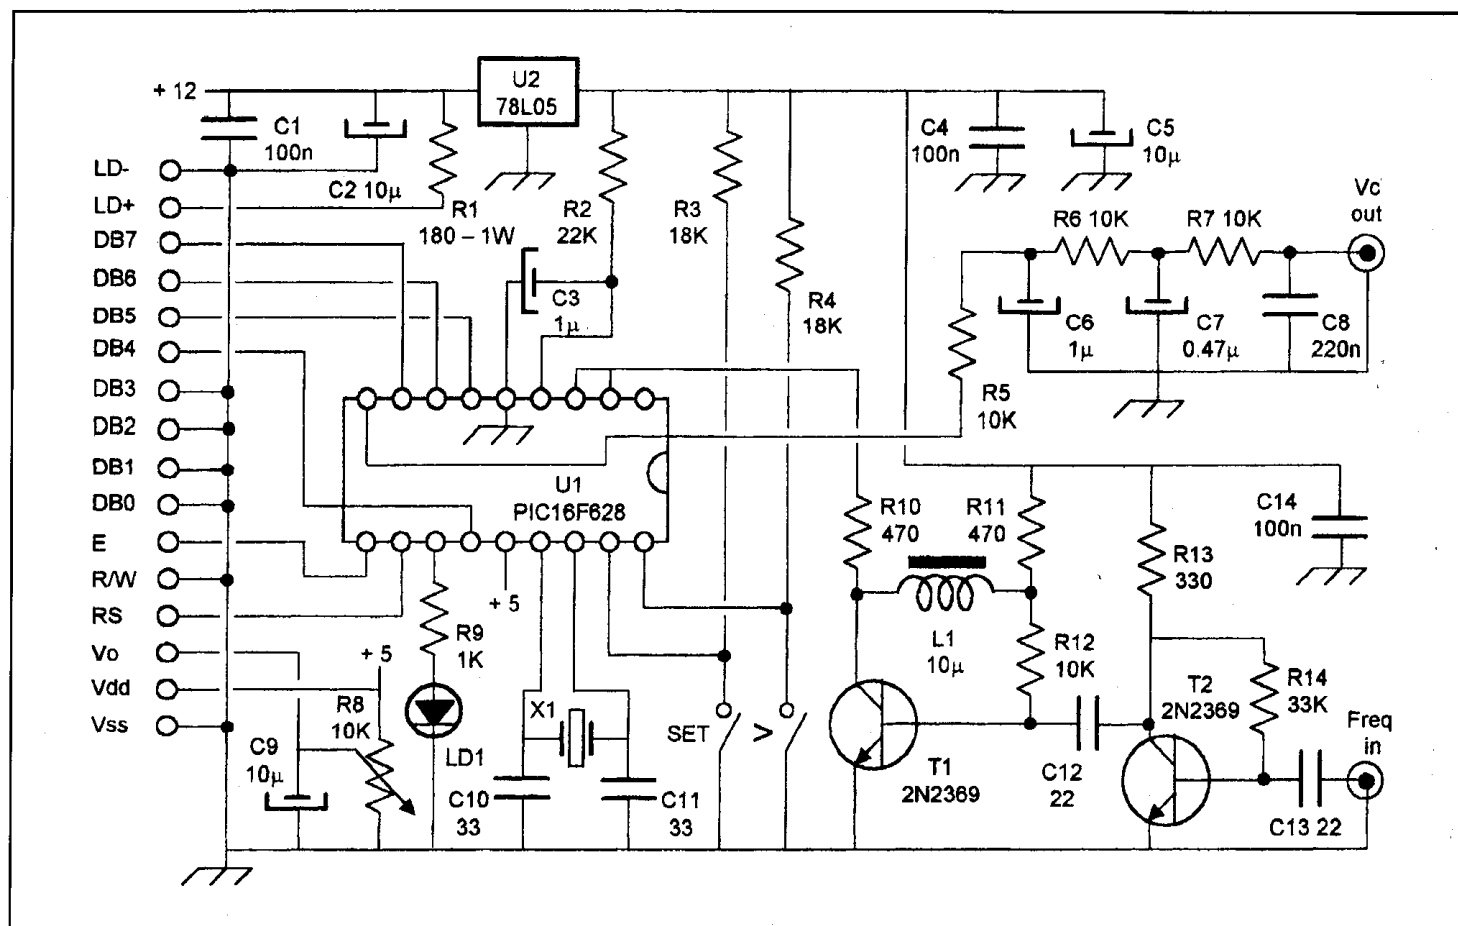 + 12
U2
78L05
C1
100n
C2 10µ
R1
180 – 1W
R2
22K
R3
18K
R4
18K
C4
100n
C5
10µ
LD-
LD+
DB7
DB6
DB5
DB4
DB3
DB2
DB1
DB0
E
R/W
RS
Vo
Vdd
Vss
C3
1µ
R6 10K
R7 10K
Vc
out
C6
1µ
C7
0.47µ
C8
220n
R5
10K
U1
PIC16F628
R10
470
R11
470
C14
100n
R13
330
+ 5
R9
1K
L1
10µ
R12
10K
+ 5
R8
10K
C9
10µ
LD1
X1
C10
33
C11
33
SET
>
T1
2N2369
C12
22
T2
2N2369
R14
33K
Freq
in
C13 22